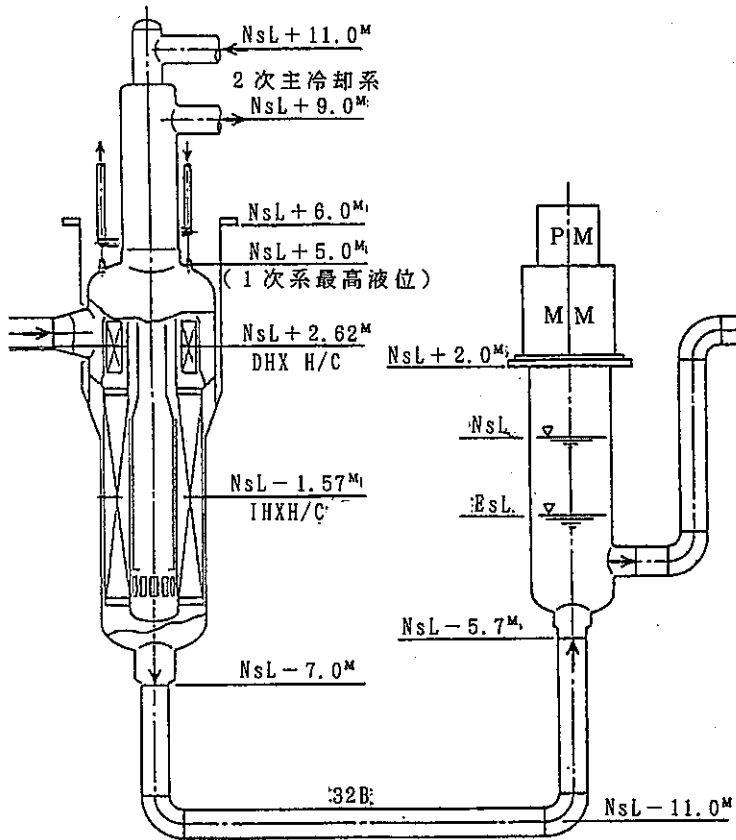 NsL+11.0M
2次主冷却系
NsL+9.0M
NsL+6.0M
NsL+5.0M
(1次系最高液位)
NsL+2.62M
DHX H/C
NsL-1.57M
IHXH/C
NsL-7.0M
32B
PM
MM
NsL+2.0M
NsL
EsL
NsL-5.7M
NsL-11.0M